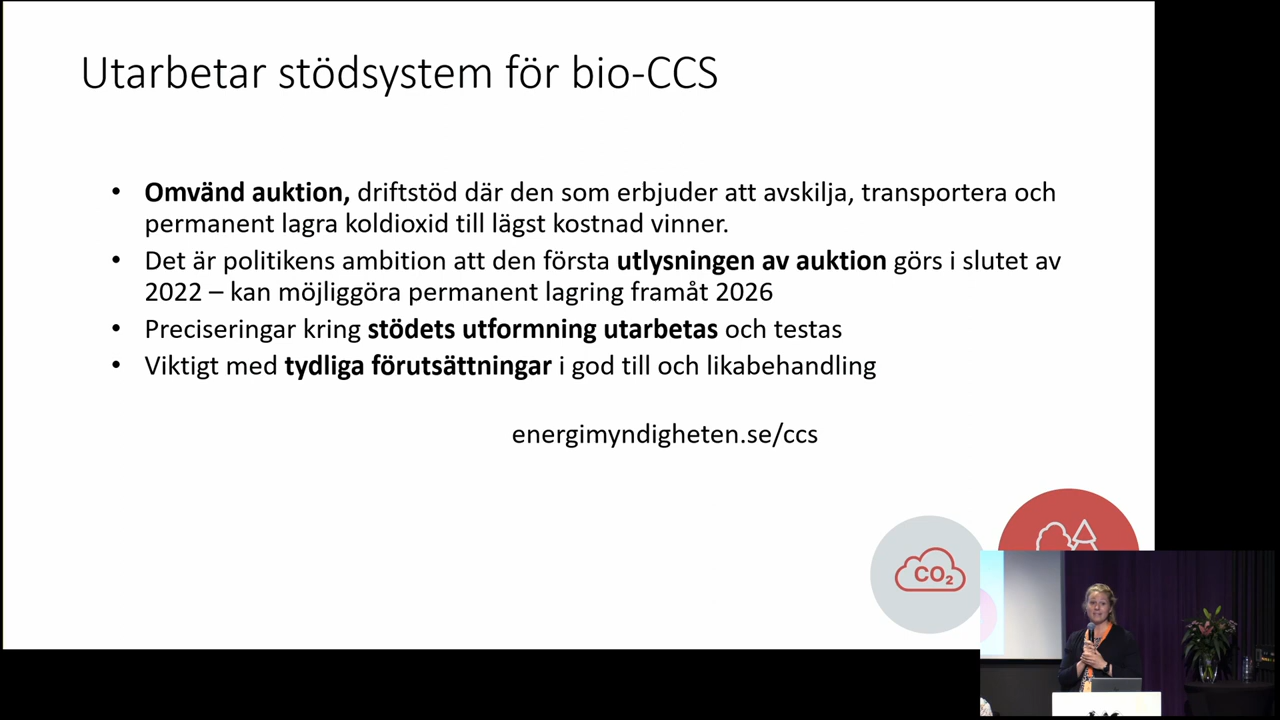 Utarbetar stödsystem för bio-CCS
• Omvänd auktion, driftstöd där den som erbjuder att avskilja, transportera och
permanent lagra koldioxid till lägst kostnad vinner.
• Det är politikens ambition att den första utlysningen av auktion görs i slutet av
2022 – kan möjliggöra permanent lagring framåt 2026
• Preciseringar kring stödets utformning utarbetas och testas
• Viktigt med tydliga förutsättningar i god till och likabehandling
energimyndigheten.se/ccs
CO₂